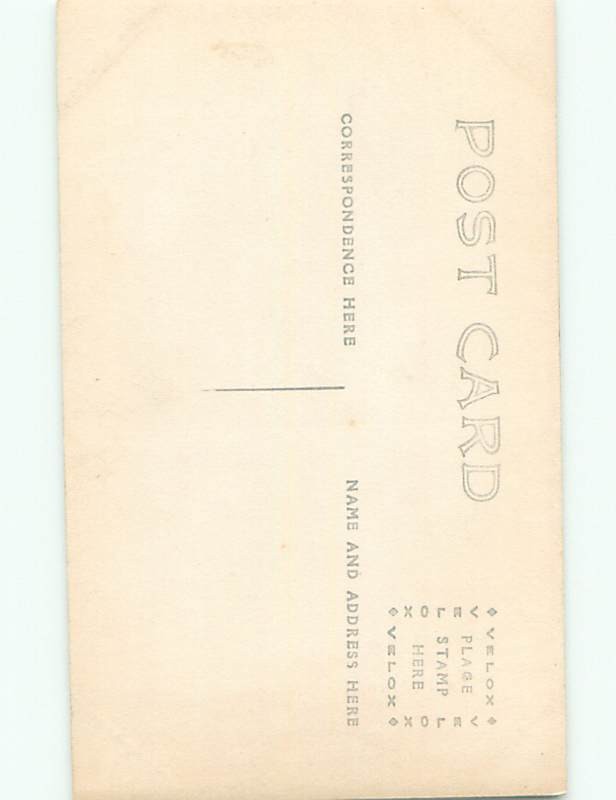 POST CARD
CORRESPONDENCE HERE
NAME AND ADDRESS HERE
◆ VELOX ◆
V PLACE V
E E
L STAMP L
O HERE O
X X
◆ VELOX ◆